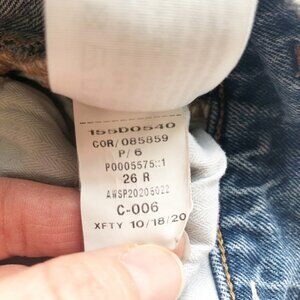 155D0540
COR/085859
P/ 6
P0005575::1
26 R
AWSP20205022
C-006
XFTY 10/18/20